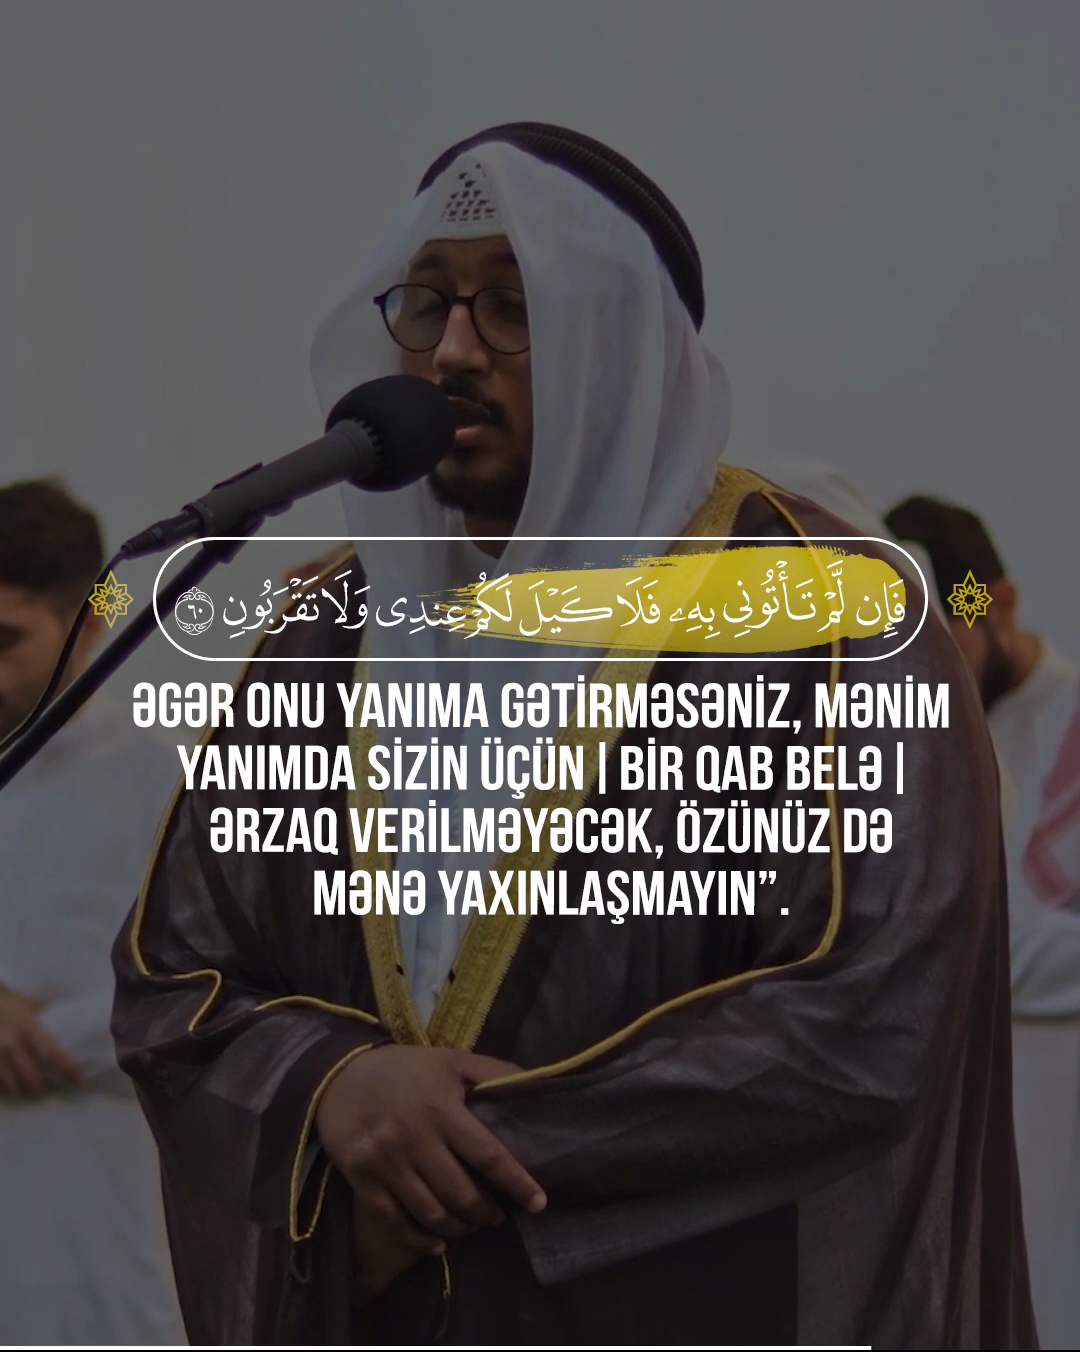 فَإِن لَّمْ تَأْتُونِي بِهِۦ فَلَا كَيْلَ لَكُمْ عِندِي وَلَا تَقْرَبُونِ ٦٠
ƏGƏR ONU YANIMA GƏTİRMƏSƏNİZ, MƏNİM
YANIMDA SİZİN ÜÇÜN | BİR QAB BELƏ |
ƏRZAQ VERİLMƏYƏCƏK, ÖZÜNÜZ DƏ
MƏNƏ YAXINLAŞMAYIN”.